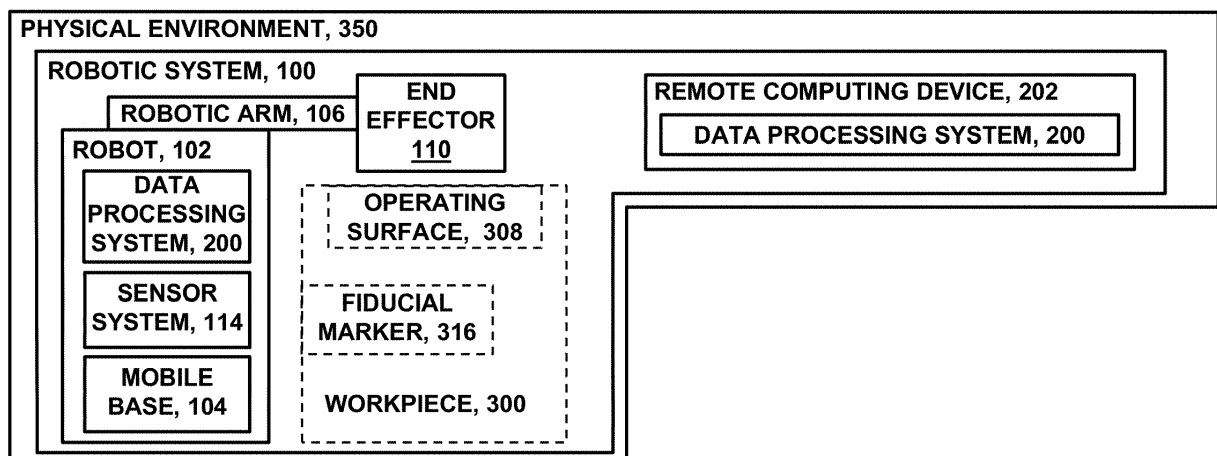 PHYSICAL ENVIRONMENT, 350
ROBOTIC SYSTEM, 100
ROBOTIC ARM, 106
END
EFFECTOR
110
ROBOT, 102
DATA
PROCESSING
SYSTEM, 200
SENSOR
SYSTEM, 114
MOBILE
BASE, 104
OPERATING
SURFACE, 308
FIDUCIAL
MARKER, 316
WORKPIECE, 300
REMOTE COMPUTING DEVICE, 202
DATA PROCESSING SYSTEM, 200